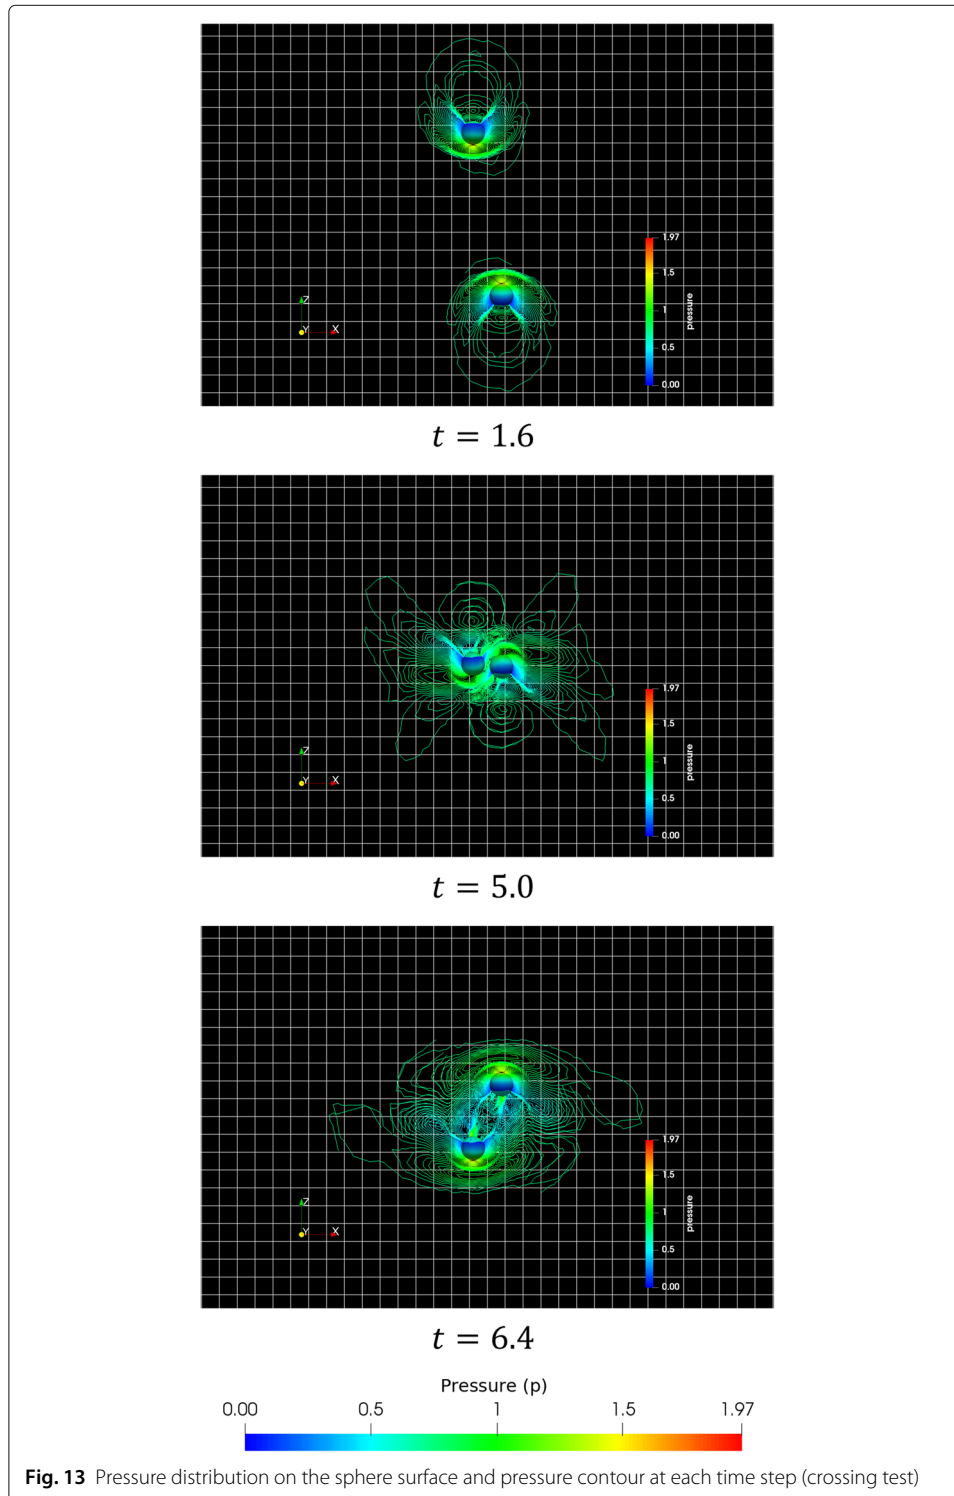 1.97
1.5
1
0.5
0.00
pressure
Z
Y
X
t = 1.6
1.97
1.5
1
0.5
0.00
pressure
Z
Y
X
t = 5.0
1.97
1.5
1
0.5
0.00
pressure
Z
Y
X
t = 6.4
Pressure (p)
0.00 0.5 1 1.5 1.97
Fig. 13 Pressure distribution on the sphere surface and pressure contour at each time step (crossing test)